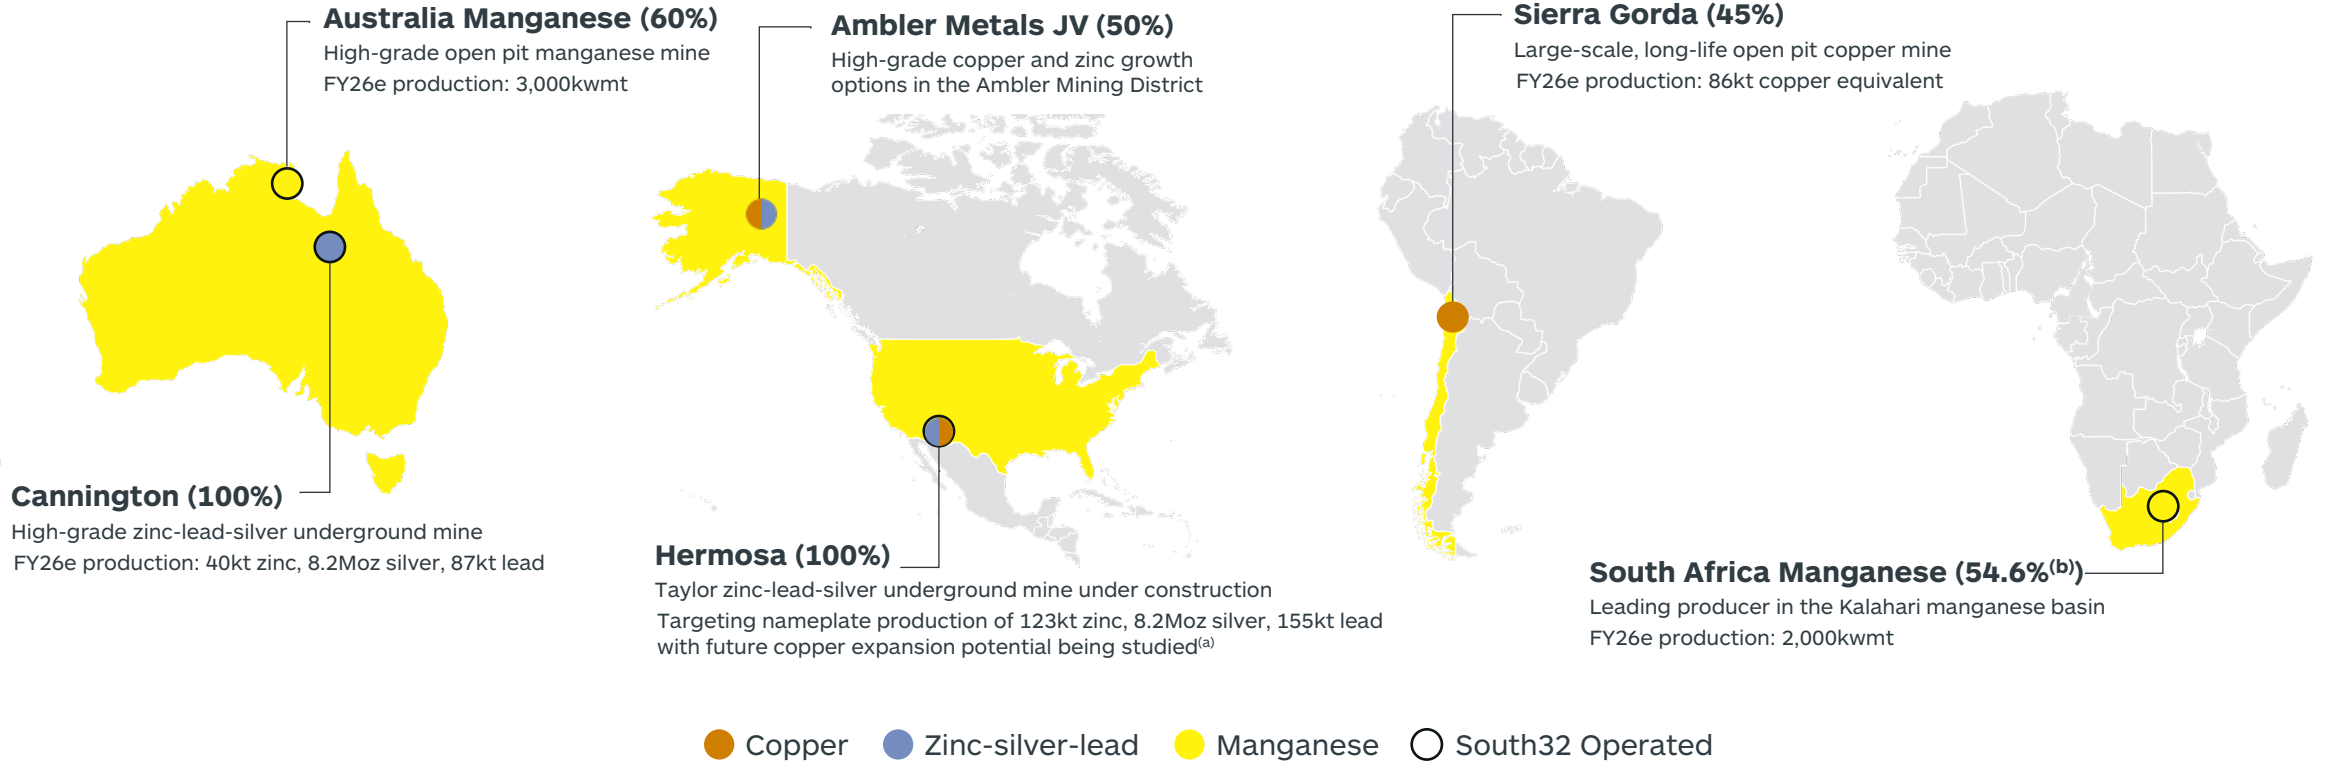 Australia Manganese (60%)
High-grade open pit manganese mine
FY26e production: 3,000kwmt
Ambler Metals JV (50%)
High-grade copper and zinc growth
options in the Ambler Mining District
Sierra Gorda (45%)
Large-scale, long-life open pit copper mine
FY26e production: 86kt copper equivalent
Cannington (100%)
High-grade zinc-lead-silver underground mine
FY26e production: 40kt zinc, 8.2Moz silver, 87kt lead
Hermosa (100%)
Taylor zinc-lead-silver underground mine under construction
Targeting nameplate production of 123kt zinc, 8.2Moz silver, 155kt lead
with future copper expansion potential being studied(a)
South Africa Manganese (54.6%(b))
Leading producer in the Kalahari manganese basin
FY26e production: 2,000kwmt
Copper
Zinc-silver-lead
Manganese
South32 Operated